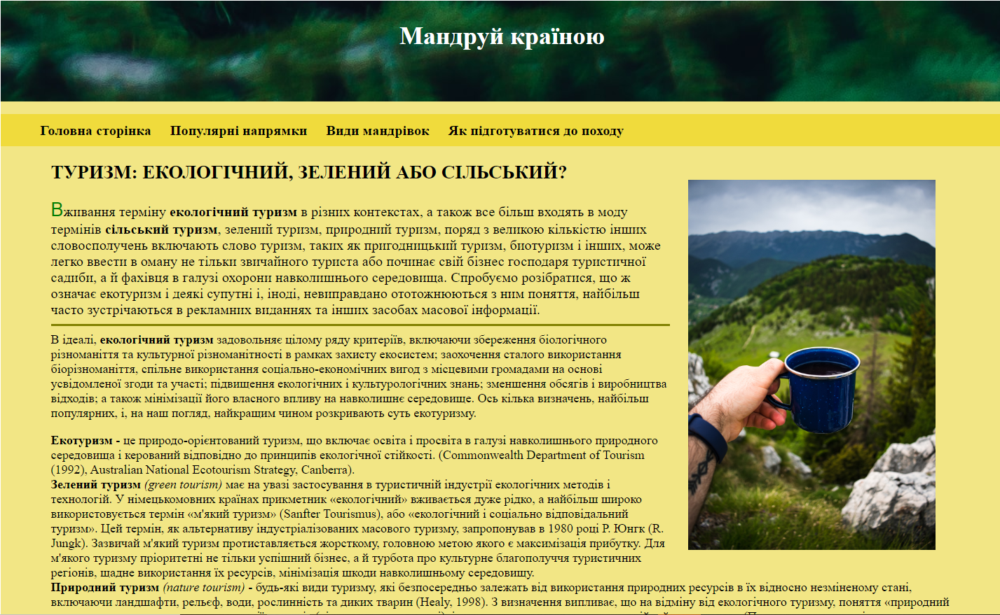 Мандруй країною
Головна сторінка Популярні напрямки Види мандрівок Як підготуватися до походу
ТУРИЗМ: ЕКОЛОГІЧНИЙ, ЗЕЛЕНИЙ АБО СІЛЬСЬКИЙ?
Вживання терміну екологічний туризм в різних контекстах, а також все більш входять в моду
термінів сільський туризм, зелений туризм, природний туризм, поряд з великою кількістю інших
словосполучень включають слово туризм, таких як пригодницький туризм, биотуризм і інших, може
легко ввести в оману не тільки звичайного туриста або починає свій бізнес господаря туристичної
садиби, а й фахівця в галузі охорони навколишнього середовища. Спробуємо розібратися, що ж
означає екотуризм і деякі супутні і, іноді, невиправдано ототожнюються з ним поняття, найбільш
часто зустрічаються в рекламних виданнях та інших засобах масової інформації.
В ідеалі, екологічний туризм задовольняє цілому ряду критеріїв, включаючи збереження біологічного
різноманіття та культурної різноманітності в рамках захисту екосистем; заохочення сталого використання
біорізноманіття, спільне використання соціально-економічних вигод з місцевими громадами на основі
усвідомленої згоди та участі; підвищення екологічних і культурологічних знань; зменшення обсягів і виробництва
відходів; а також мінімізації його власного впливу на навколишнє середовище. Ось кілька визначень, найбільш
популярних, і, на наш погляд, найкращим чином розкривають суть екотуризму.
Екотуризм - це природо-орієнтований туризм, що включає освіта і просвіта в галузі навколишнього природного
середовища і керований відповідно до принципів екологічної стійкості. (Commonwealth Department of Tourism
(1992), Australian National Ecotourism Strategy, Canberra).
Зелений туризм (green tourism) має на увазі застосування в туристичній індустрії екологічних методів і
технологій. У німецькомовних країнах прикметник «екологічний» вживається дуже рідко, а найбільш широко
використовується термін «м'який туризм» (Sanfter Tourismus), або «екологічний і соціально відповідальний
туризм». Цей термін, як альтернативу індустріалізованих масового туризму, запропонував в 1980 році Р. Юнгк (R.
Jungk). Зазвичай м'який туризм протиставляється жорсткому, головною метою якого є максимізація прибутку. Для
м'якого туризму пріоритетні не тільки успішний бізнес, а й турбота про культурне благополуччя туристичних
регіонів, щадне використання їх ресурсів, мінімізація шкоди навколишньому середовищу.
Природний туризм (nature tourism) - будь-які види туризму, які безпосередньо залежать від використання природних ресурсів в їх відносно незміненому стані,
включаючи ландшафти, рельєф, води, рослинність та диких тварин (Healy, 1998). З визначення випливає, що на відміну від екологічного туризму, поняття «природний